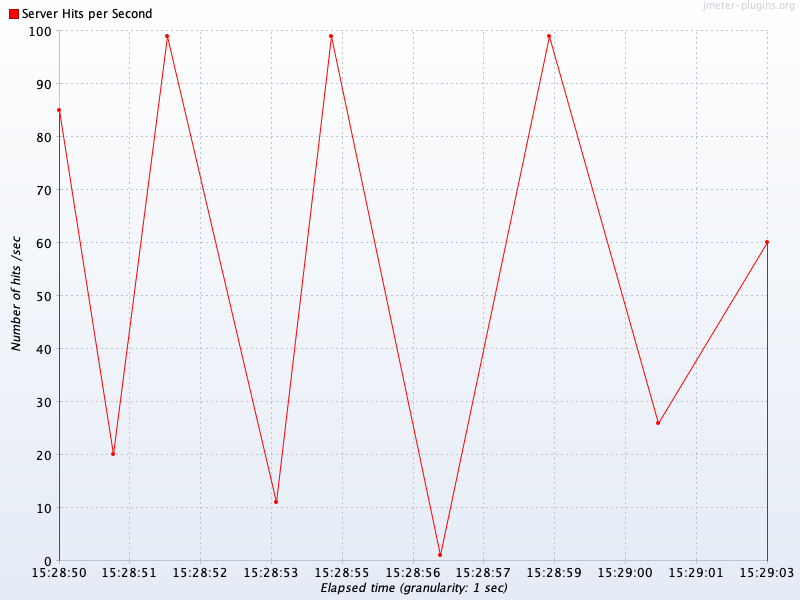 jmeter-plugins.org
Server Hits per Second
100
90
80
70
60
50
40
30
20
10
0
Number of hits /sec
15:28:50 15:28:51 15:28:52 15:28:53 15:28:55 15:28:56 15:28:57 15:28:59 15:29:00 15:29:01 15:29:03
Elapsed time (granularity: 1 sec)